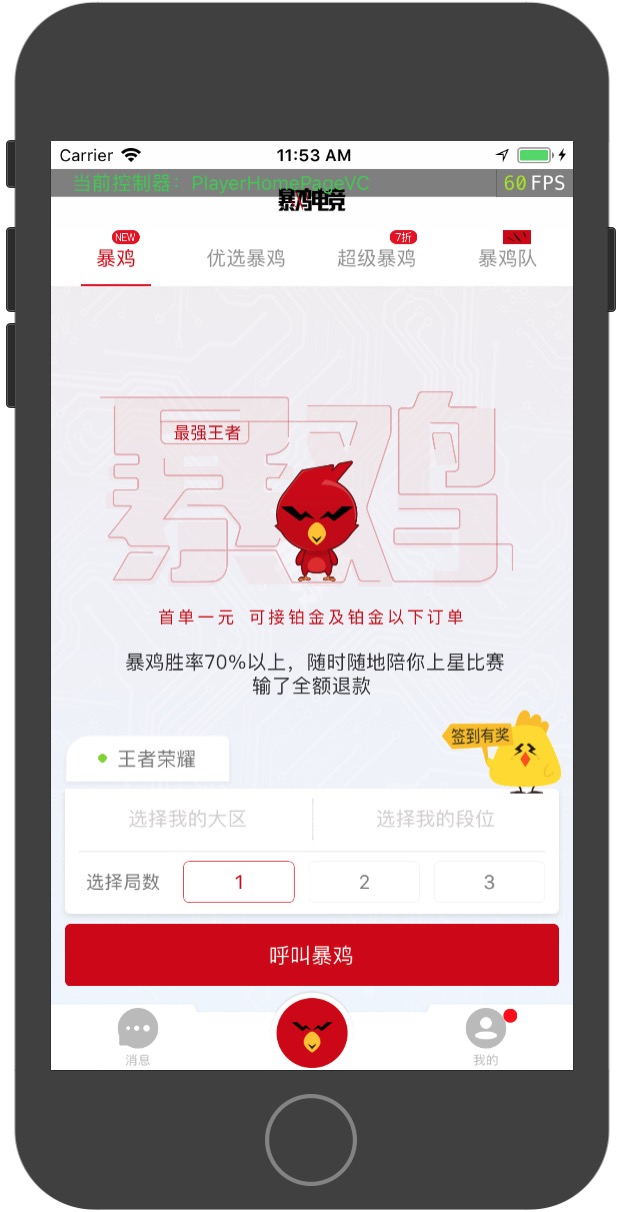 Carrier 11:53 AM
当前控制器：PlayerHomePageVC 60 FPS
暴鸡电竞
NEW 7折
暴鸡 优选暴鸡 超级暴鸡 暴鸡队
暴鸡
最强王者
首单一元 可接铂金及铂金以下订单
暴鸡胜率70%以上，随时随地陪你上星比赛
输了全额退款
签到有奖
王者荣耀
选择我的大区 选择我的段位
选择局数 1 2 3
呼叫暴鸡
消息 我的